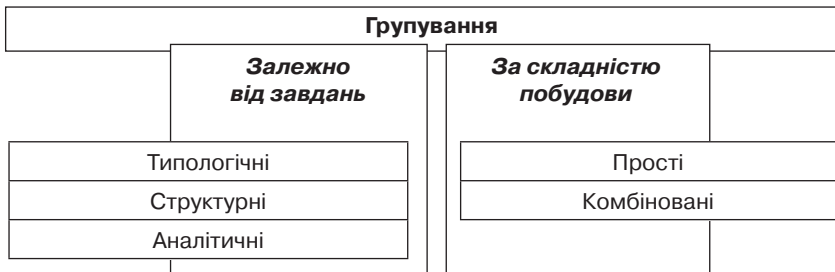 Групування
Залежно
від завдань
Типологічні
Структурні
Аналітичні
За складністю
побудови
Прості
Комбіновані